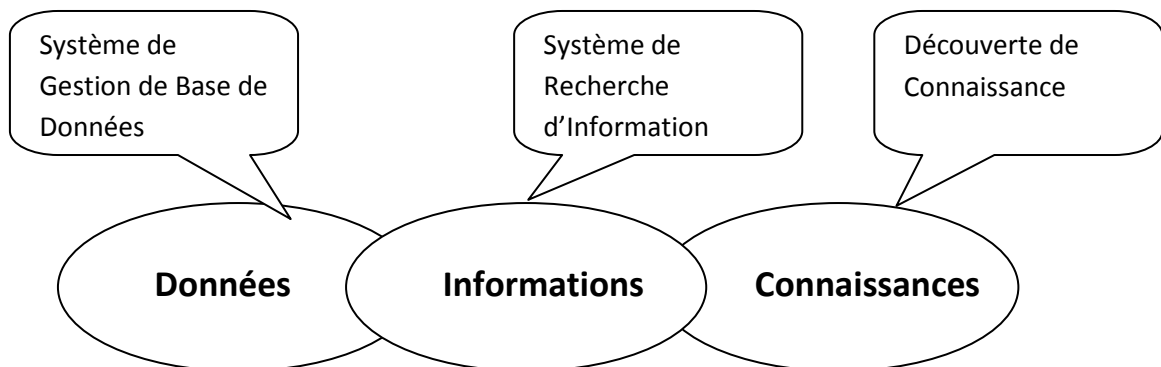 Système de
Gestion de Base de
Données
Système de
Recherche
d’Information
Découverte de
Connaissance
Données
Informations
Connaissances